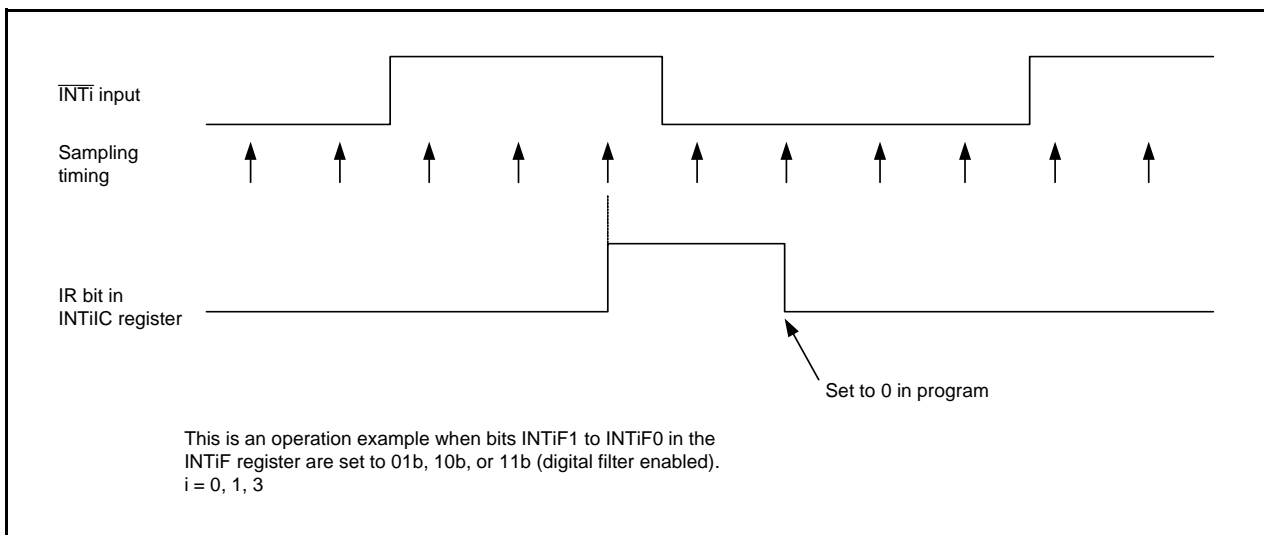 INTi input
Sampling
timing
IR bit in
INTiIC register
Set to 0 in program
This is an operation example when bits INTiF1 to INTiF0 in the
INTiF register are set to 01b, 10b, or 11b (digital filter enabled).
i = 0, 1, 3